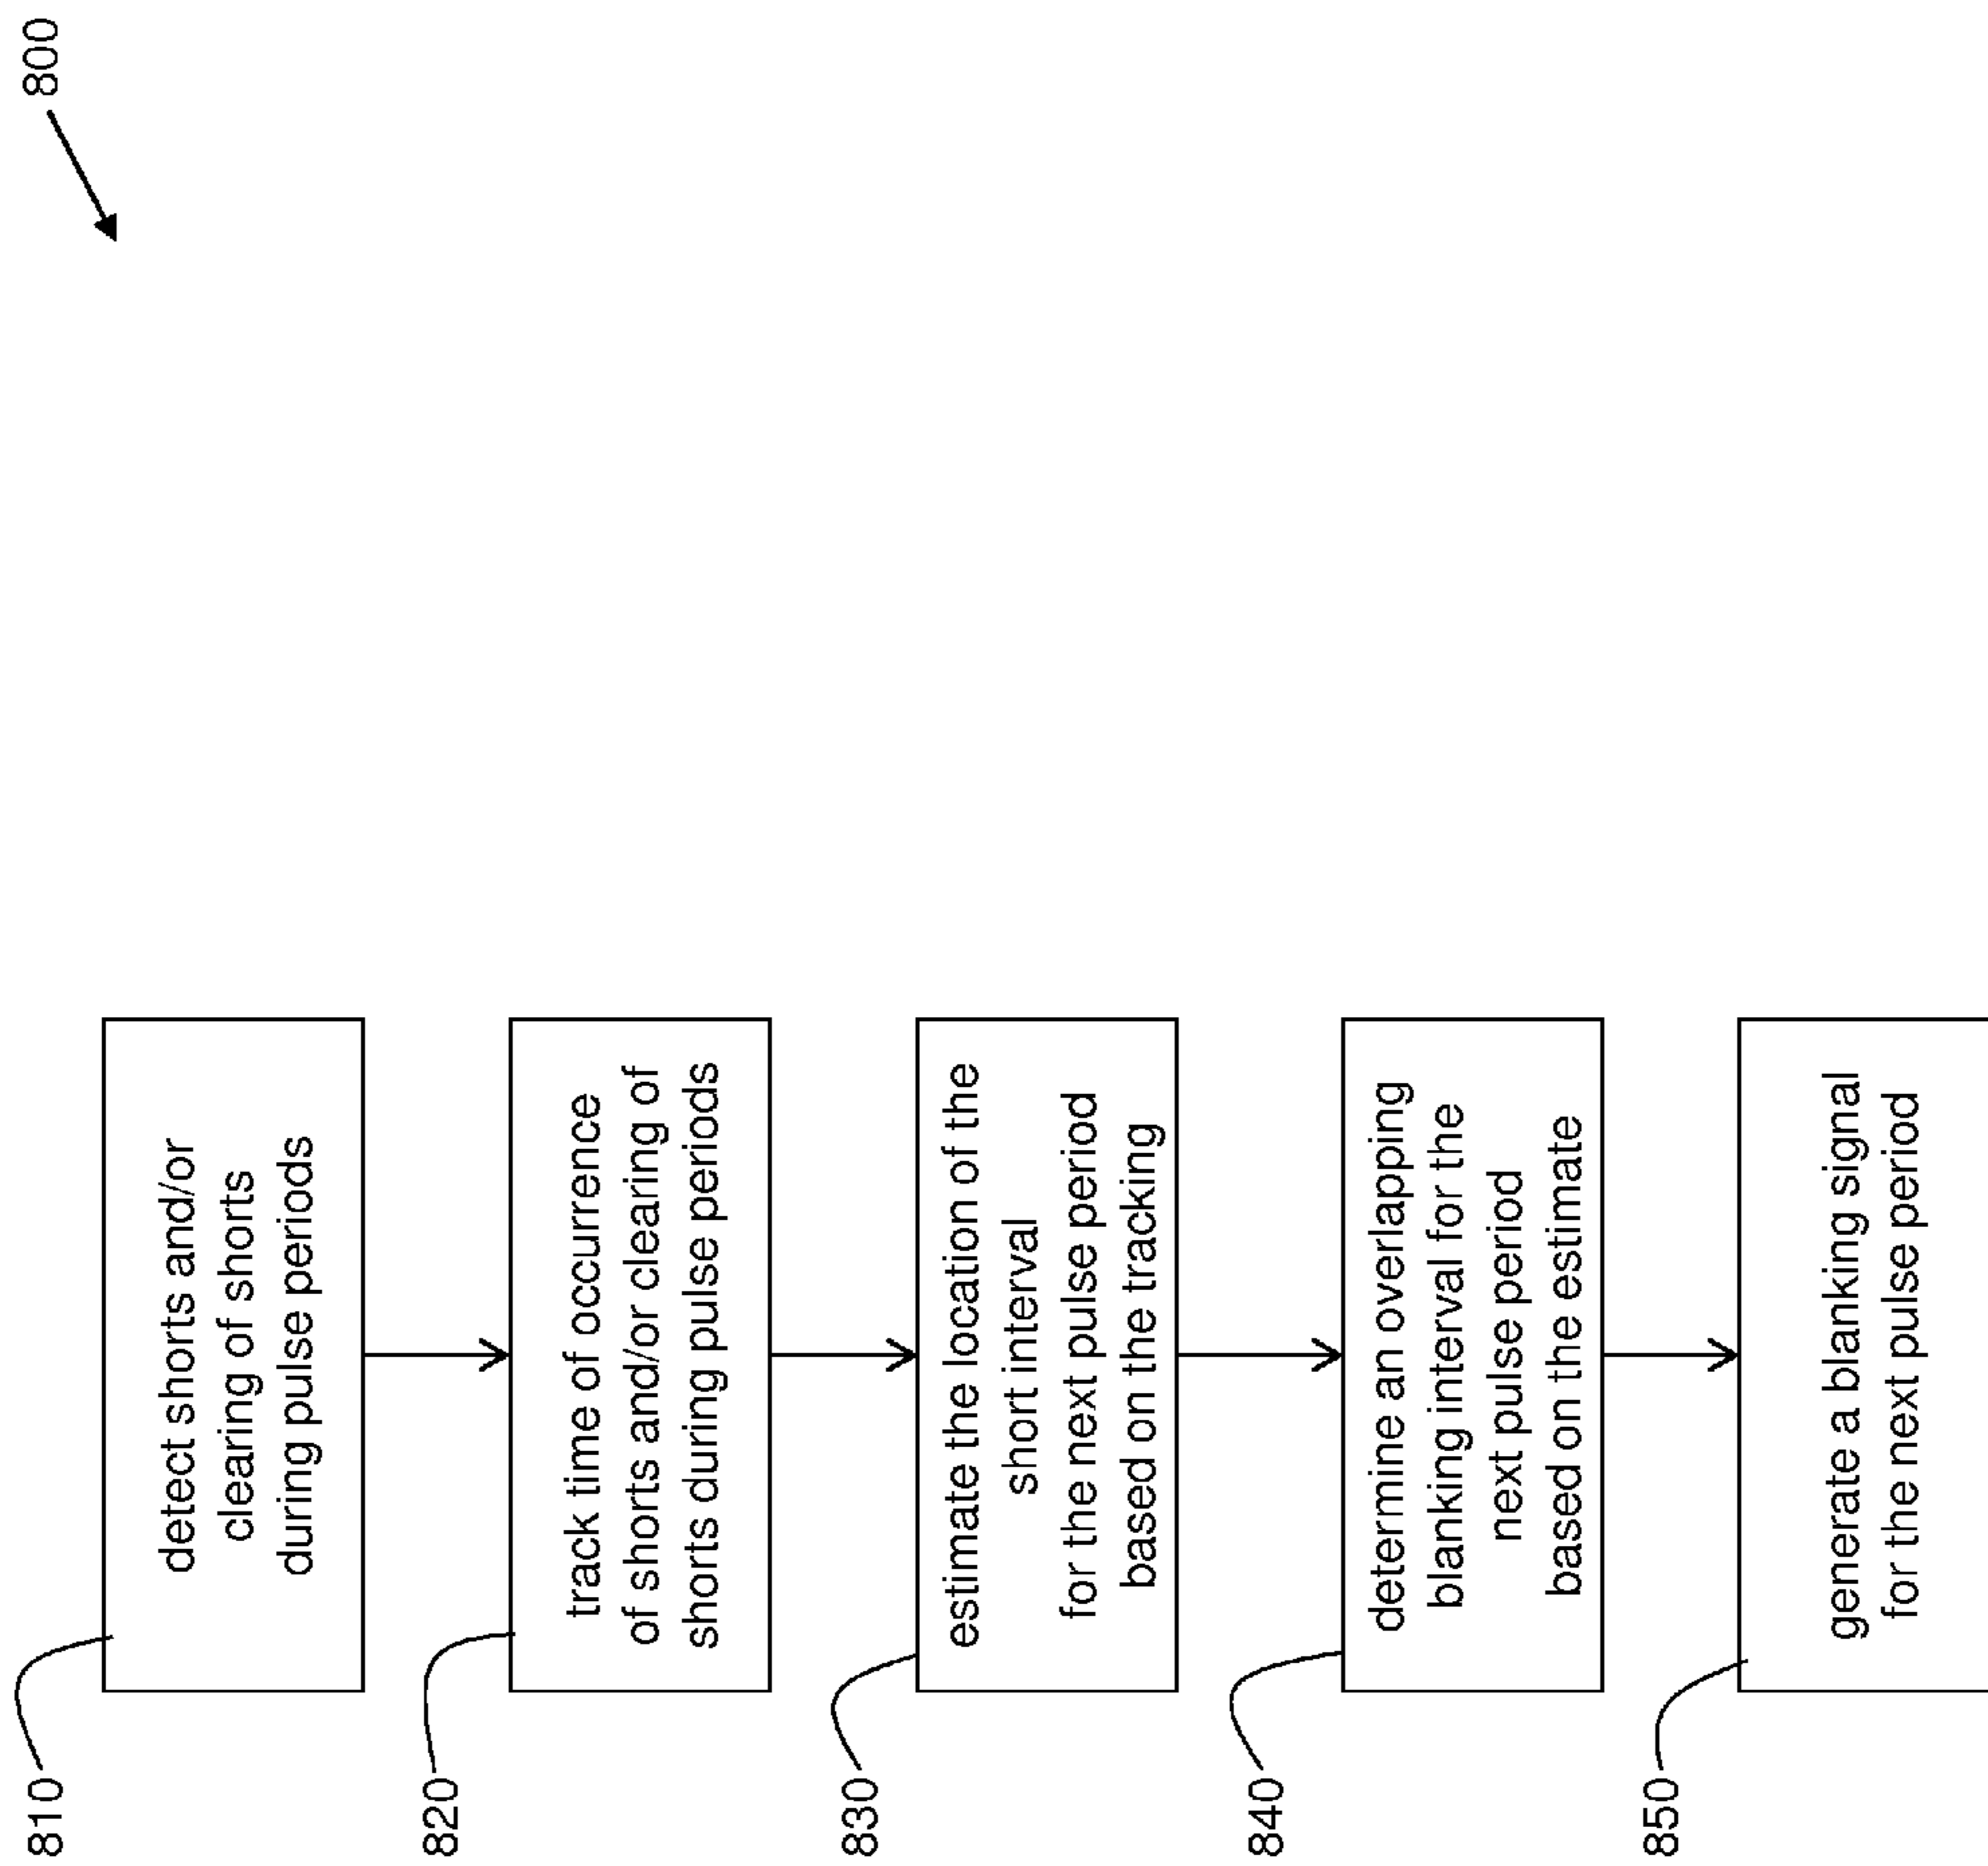 800
810
detect shorts and/or
clearing of shorts
during pulse periods
820
track time of occurrence
of shorts and/or clearing of
shorts during pulse periods
830
estimate the location of the
short interval
for the next pulse period
based on the tracking
840
determine an overlapping
blanking interval for the
next pulse period
based on the estimate
850
generate a blanking signal
for the next pulse period